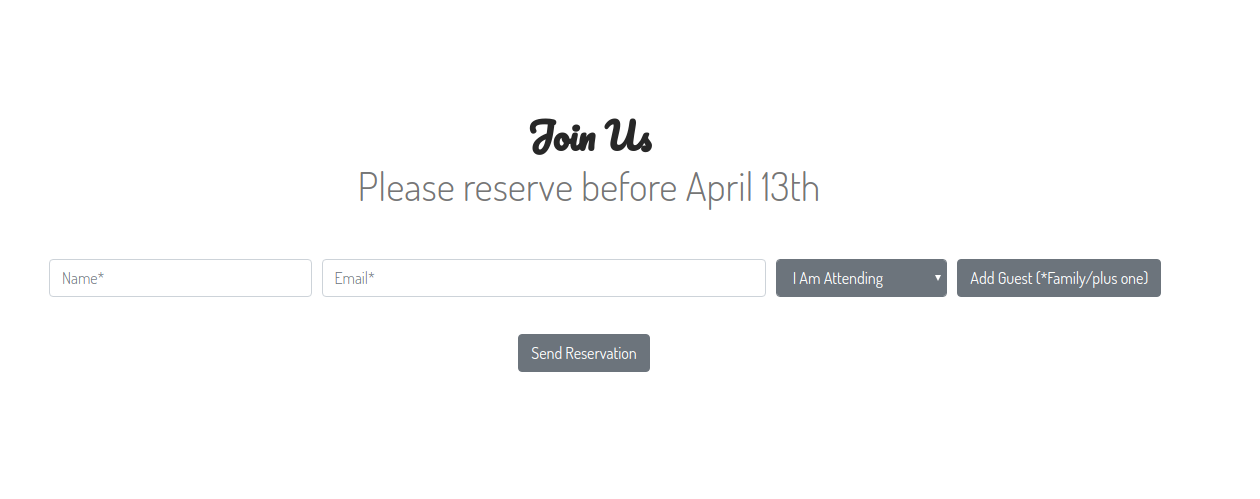 Join Us
Please reserve before April 13th
Name* Email* I Am Attending Add Guest (*Family/plus one)
Send Reservation